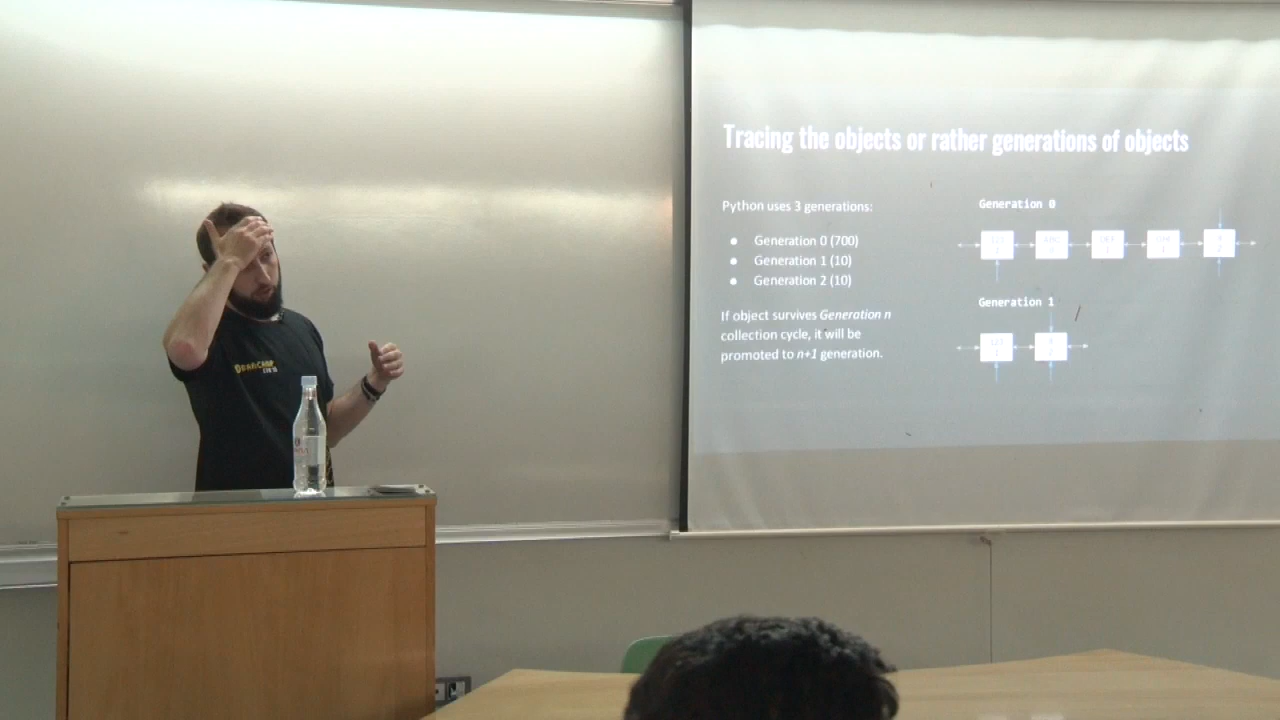 Tracing the objects or rather generations of objects
Python uses 3 generations:
● Generation 0 (700)
● Generation 1 (10)
● Generation 2 (10)
If object survives Generation n
collection cycle, it will be
promoted to n+1 generation.
Generation 0
Generation 1